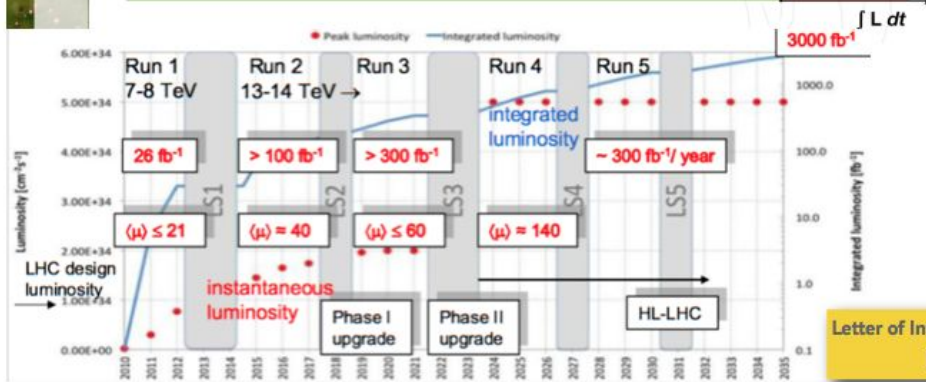 ∫ L dt
Peak luminosity
Integrated luminosity
3000 fb⁻¹
6.00E+34
5.00E+34
4.00E+34
3.00E+34
2.00E+34
1.00E+34
0.00E+00
Luminosity [cm⁻²s⁻¹]
LHC design
luminosity
Run 1
7-8 TeV
Run 2
13-14 TeV →
Run 3
Run 4
Run 5
integrated
luminosity
26 fb⁻¹
> 100 fb⁻¹
> 300 fb⁻¹
~ 300 fb⁻¹/ year
LS1
LS2
LS3
LS4
LS5
⟨μ⟩ ≤ 21
⟨μ⟩ ≈ 40
⟨μ⟩ ≤ 60
⟨μ⟩ ≈ 140
instantaneous
luminosity
Phase I
upgrade
Phase II
upgrade
HL-LHC
1000.0
100.0
10.0
1.0
0.1
Integrated luminosity [fb⁻¹]
2010 2011 2012 2013 2014 2015 2016 2017 2018 2019 2020 2021 2022 2023 2024 2025 2026 2027 2028 2029 2030 2031 2032 2033 2034 2035
Letter of In